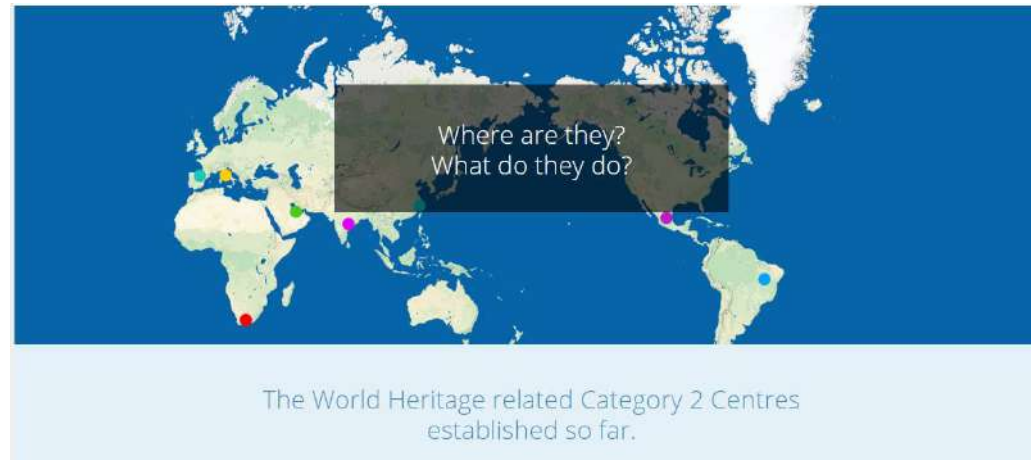 Where are they?
What do they do?
The World Heritage related Category 2 Centres
established so far.